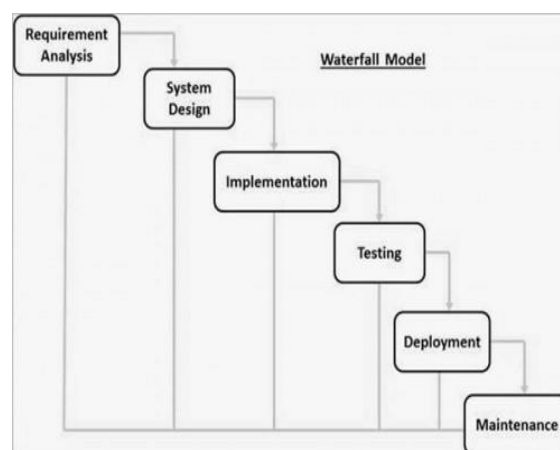 Requirement
Analysis
Waterfall Model
System
Design
Implementation
Testing
Deployment
Maintenance